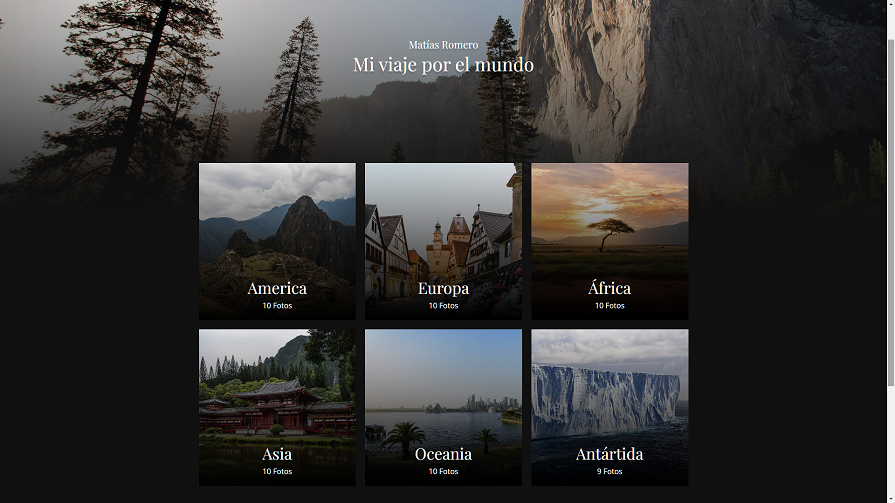 Matías Romero
Mi viaje por el mundo
America
10 Fotos
Europa
10 Fotos
África
10 Fotos
Asia
10 Fotos
Oceania
10 Fotos
Antártida
9 Fotos